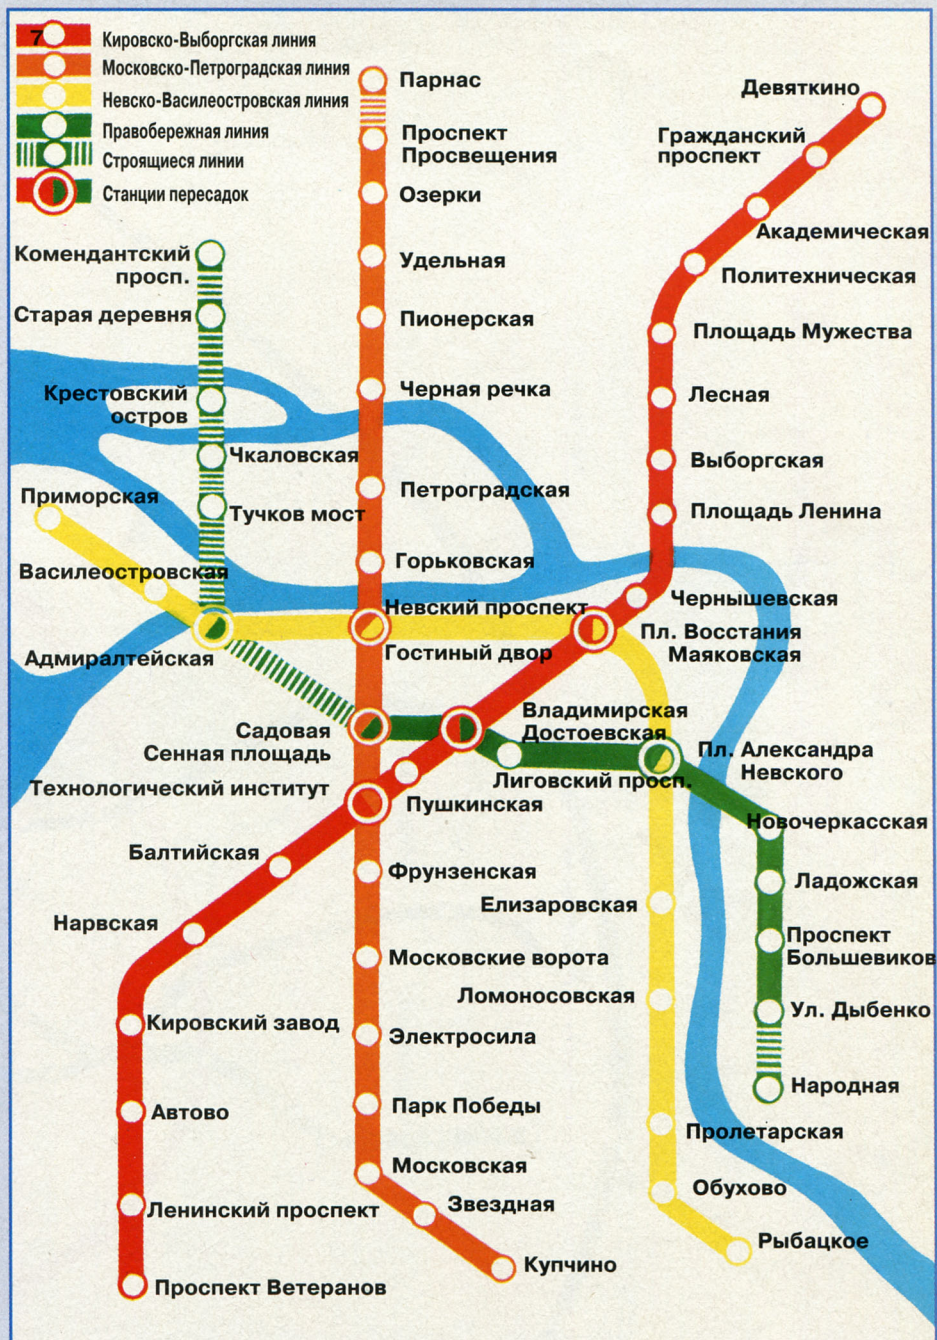 7
Кировско-Выборгская линия
Московско-Петроградская линия
Невско-Василеостровская линия
Правобережная линия
Строящиеся линии
Станции пересадок
Парнас
Проспект
Просвещения
Озерки
Удельная
Пионерская
Черная речка
Петроградская
Горьковская
Невский проспект
Гостиный двор
Девяткино
Гражданский
проспект
Академическая
Политехническая
Площадь Мужества
Лесная
Выборгская
Площадь Ленина
Чернышевская
Пл. Восстания
Маяковская
Комендантский
просп.
Старая деревня
Крестовский
остров
Чкаловская
Тучков мост
Приморская
Василеостровская
Адмиралтейская
Садовая
Сенная площадь
Технологический институт
Владимирская
Достоевская
Лиговский просп.
Пушкинская
Пл. Александра
Невского
Новочеркасская
Ладожская
Проспект
Большевиков
Ул. Дыбенко
Народная
Балтийская
Нарвская
Кировский завод
Автово
Ленинский проспект
Проспект Ветеранов
Фрунзенская
Московские ворота
Электросила
Парк Победы
Московская
Звездная
Купчино
Елизаровская
Ломоносовская
Пролетарская
Обухово
Рыбацкое